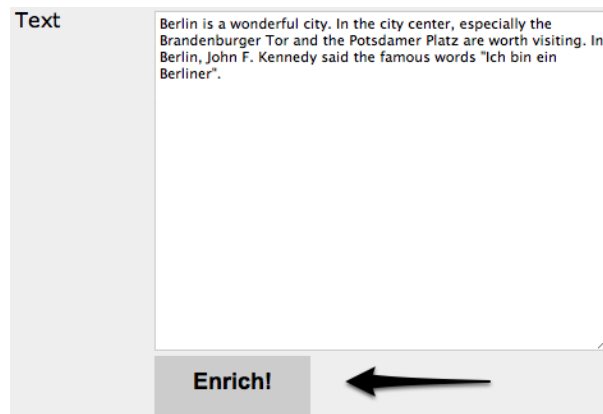 Text
Berlin is a wonderful city. In the city center, especially the
Brandenburger Tor and the Potsdamer Platz are worth visiting. In
Berlin, John F. Kennedy said the famous words "Ich bin ein
Berliner".
Enrich!